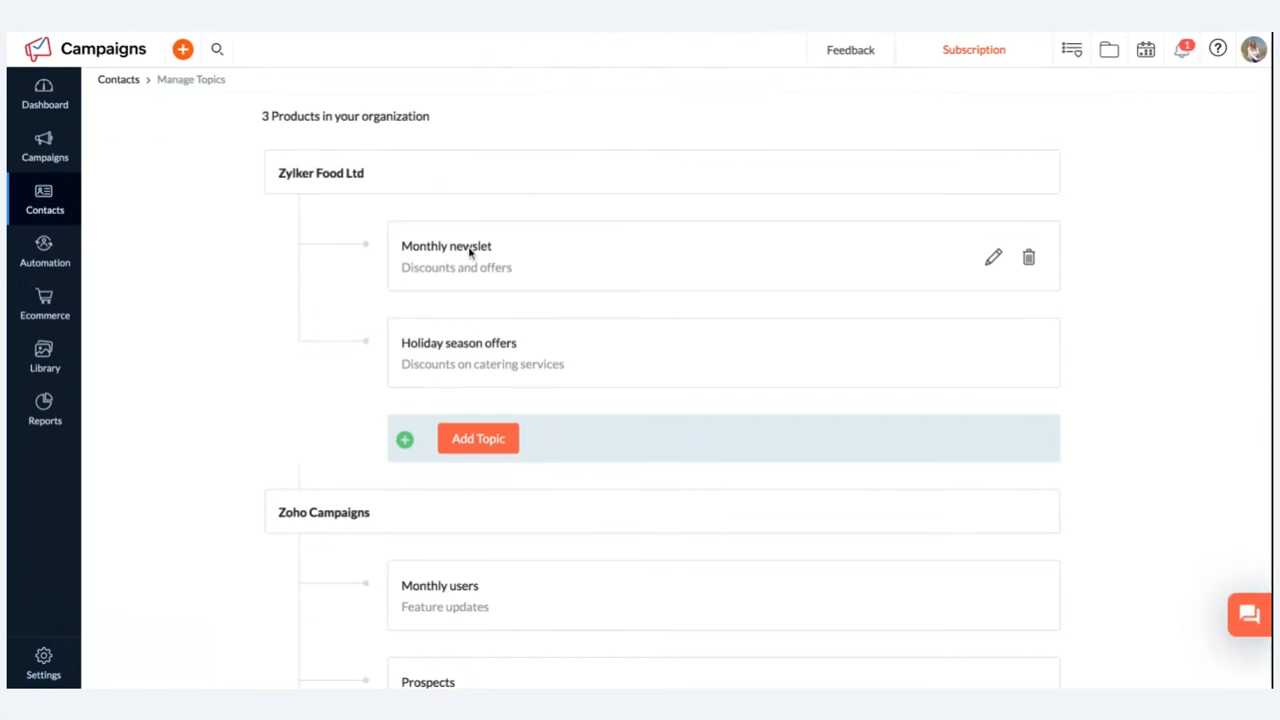 Campaigns
Feedback
Subscription
1
Contacts > Manage Topics
Dashboard
Campaigns
Contacts
Automation
Ecommerce
Library
Reports
Settings
3 Products in your organization
Zylker Food Ltd
Monthly newslet
Discounts and offers
Holiday season offers
Discounts on catering services
Add Topic
Zoho Campaigns
Monthly users
Feature updates
Prospects